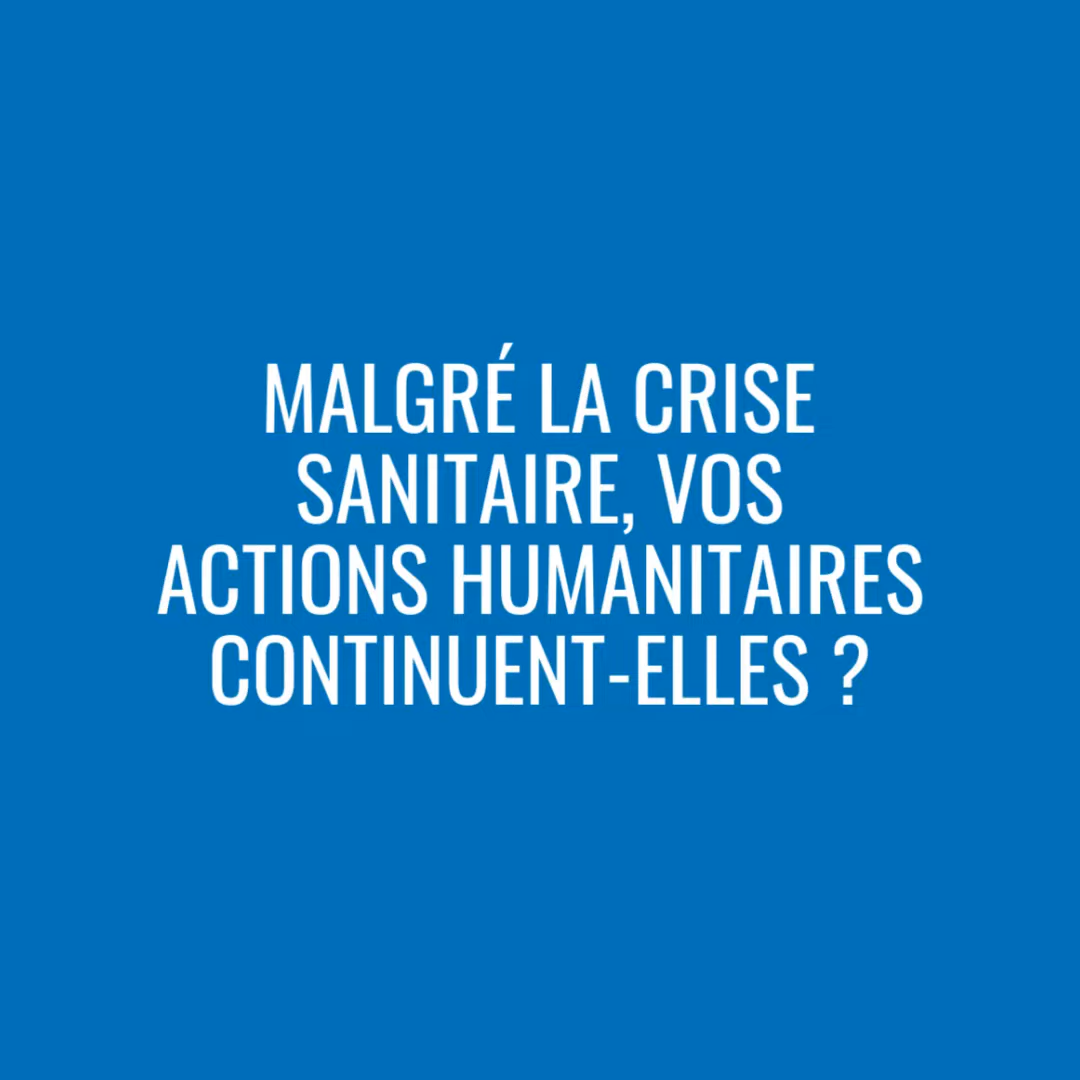 MALGRÉ LA CRISE
SANITAIRE, VOS
ACTIONS HUMANITAIRES
CONTINUENT-ELLES ?